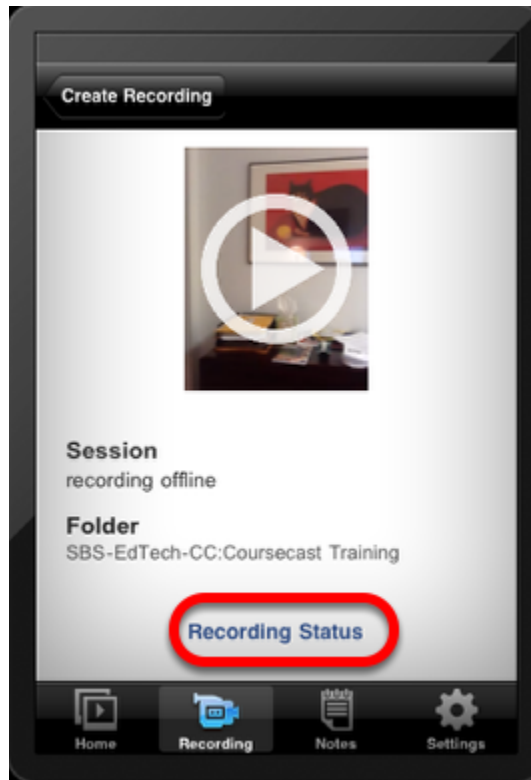 Create Recording
Session
recording offline
Folder
SBS-EdTech-CC:Coursecast Training
Recording Status
Home Recording Notes Settings